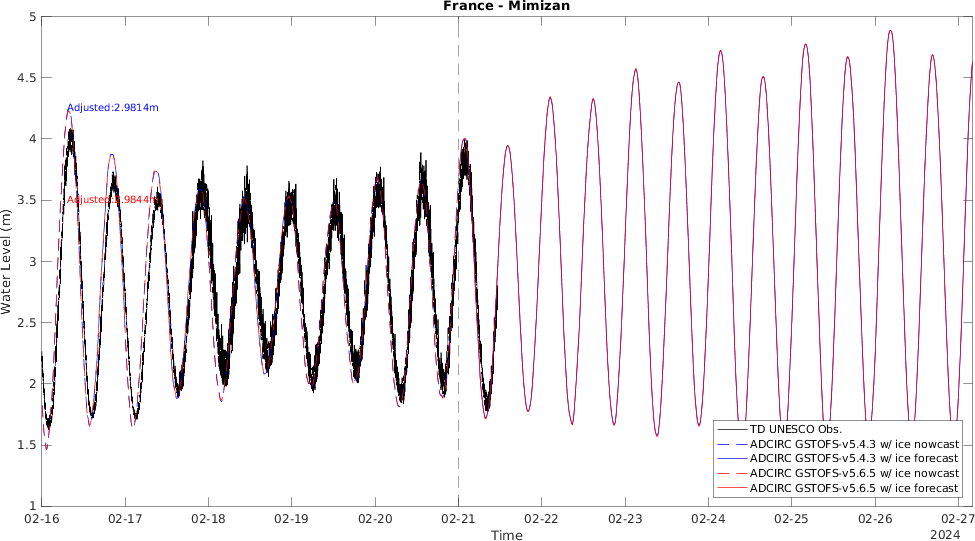 France - Mimizan
Water Level (m)
5
4.5
4
3.5
3
2.5
2
1.5
1
Adjusted:2.9814m
TD UNESCO Obs.
ADCIRC GSTOFS-v5.4.3 w/ ice nowcast
ADCIRC GSTOFS-v5.4.3 w/ ice forecast
ADCIRC GSTOFS-v5.6.5 w/ ice nowcast
ADCIRC GSTOFS-v5.6.5 w/ ice forecast
02-16 02-17 02-18 02-19 02-20 02-21 02-22 02-23 02-24 02-25 02-26 02-27
Time
2024